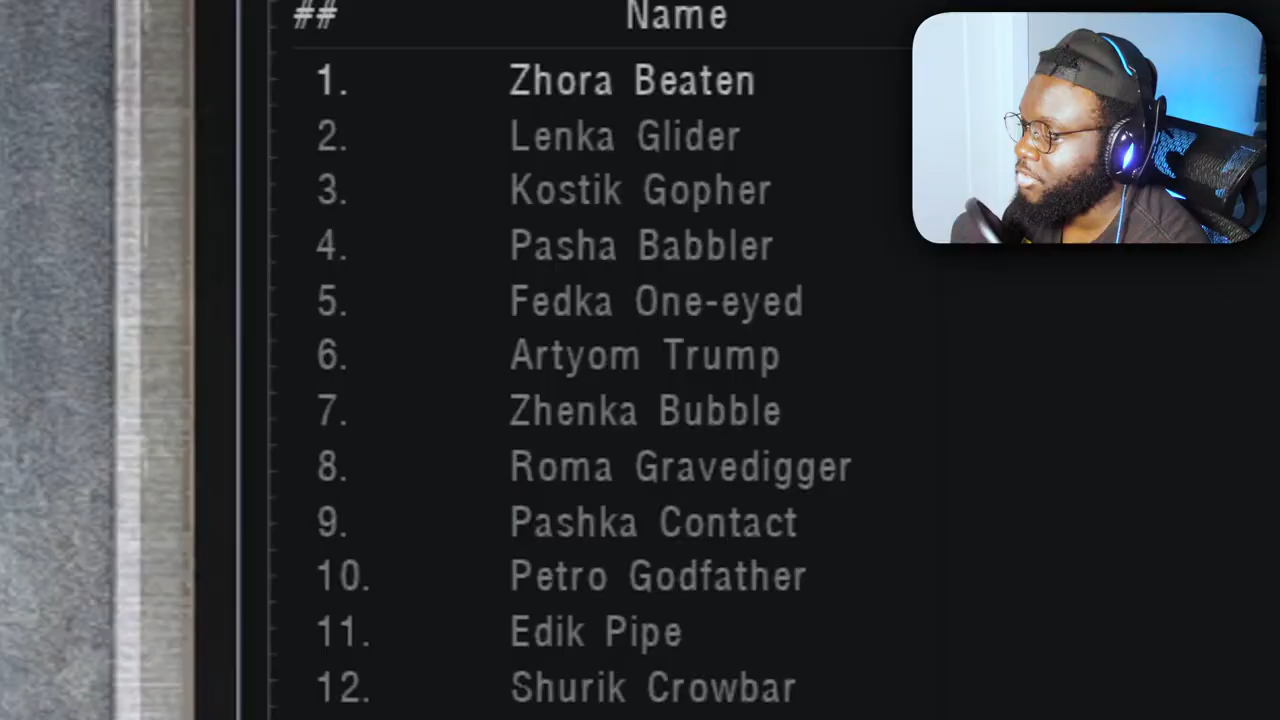 ## Name
1. Zhora Beaten
2. Lenka Glider
3. Kostik Gopher
4. Pasha Babbler
5. Fedka One-eyed
6. Artyom Trump
7. Zhenka Bubble
8. Roma Gravedigger
9. Pashka Contact
10. Petro Godfather
11. Edik Pipe
12. Shurik Crowbar